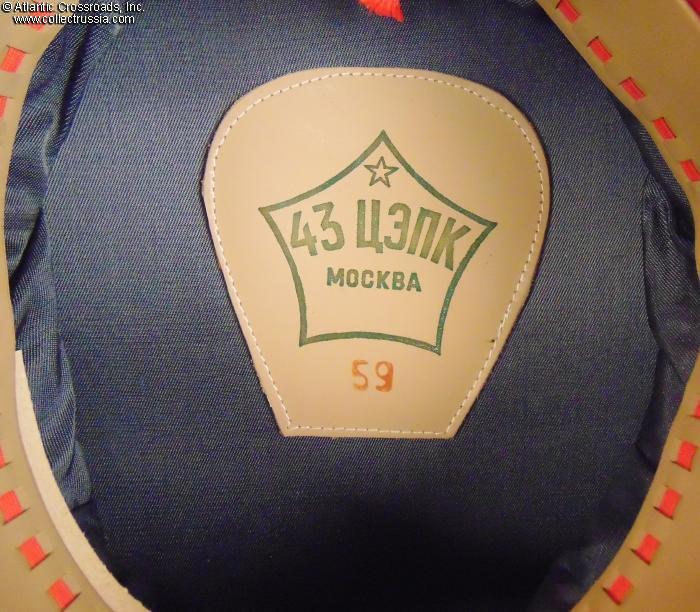 © Atlantic Crossroads, Inc.
www.collectrussia.com
43 ЦЭПК
МОСКВА
59